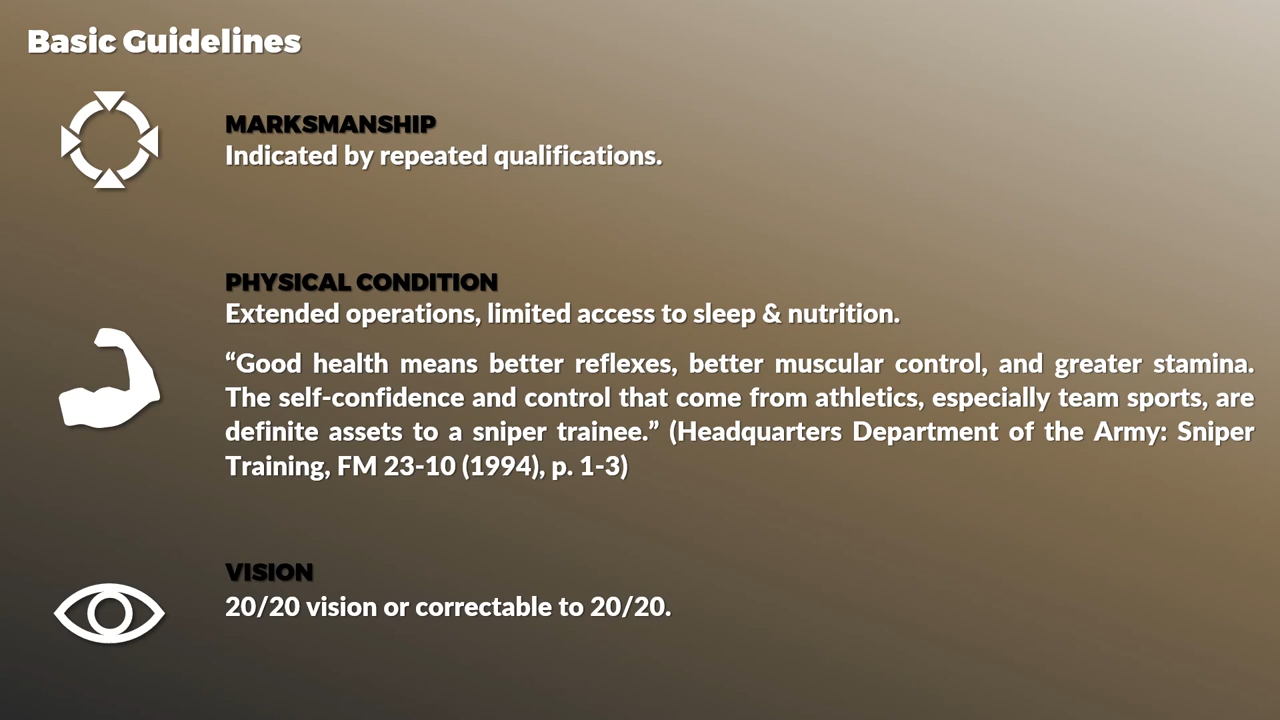 Basic Guidelines
MARKSMANSHIP
Indicated by repeated qualifications.
PHYSICAL CONDITION
Extended operations, limited access to sleep & nutrition.
“Good health means better reflexes, better muscular control, and greater stamina.
The self-confidence and control that come from athletics, especially team sports, are
definite assets to a sniper trainee.” (Headquarters Department of the Army: Sniper
Training, FM 23-10 (1994), p. 1-3)
VISION
20/20 vision or correctable to 20/20.